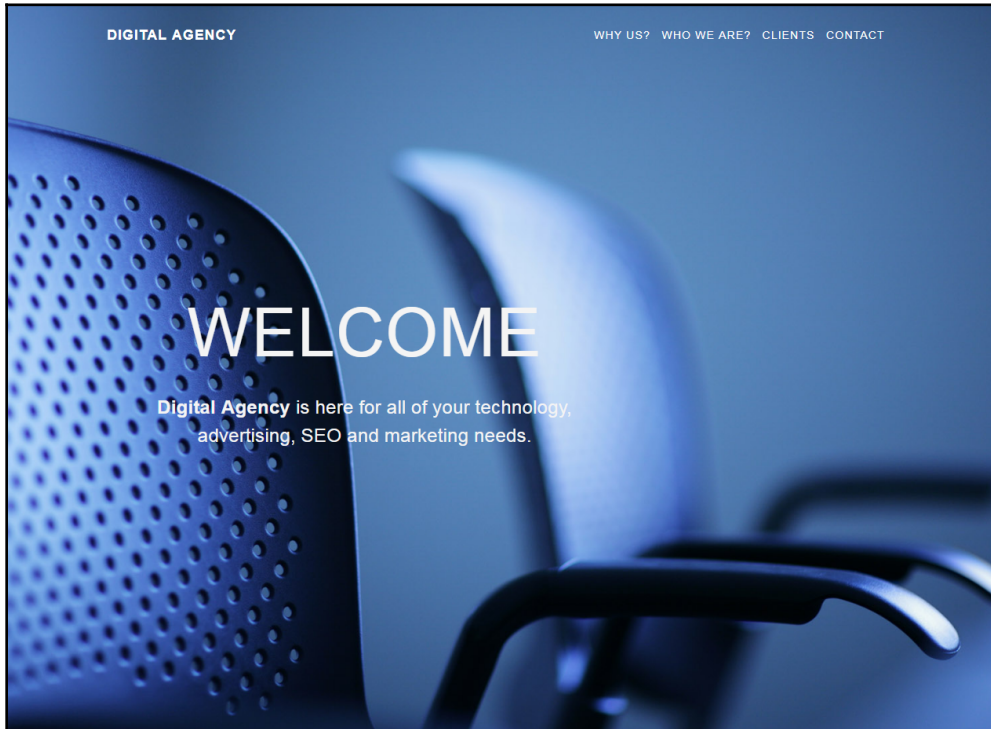 DIGITAL AGENCY
WHY US? WHO WE ARE? CLIENTS CONTACT
WELCOME
Digital Agency is here for all of your technology,
advertising, SEO and marketing needs.